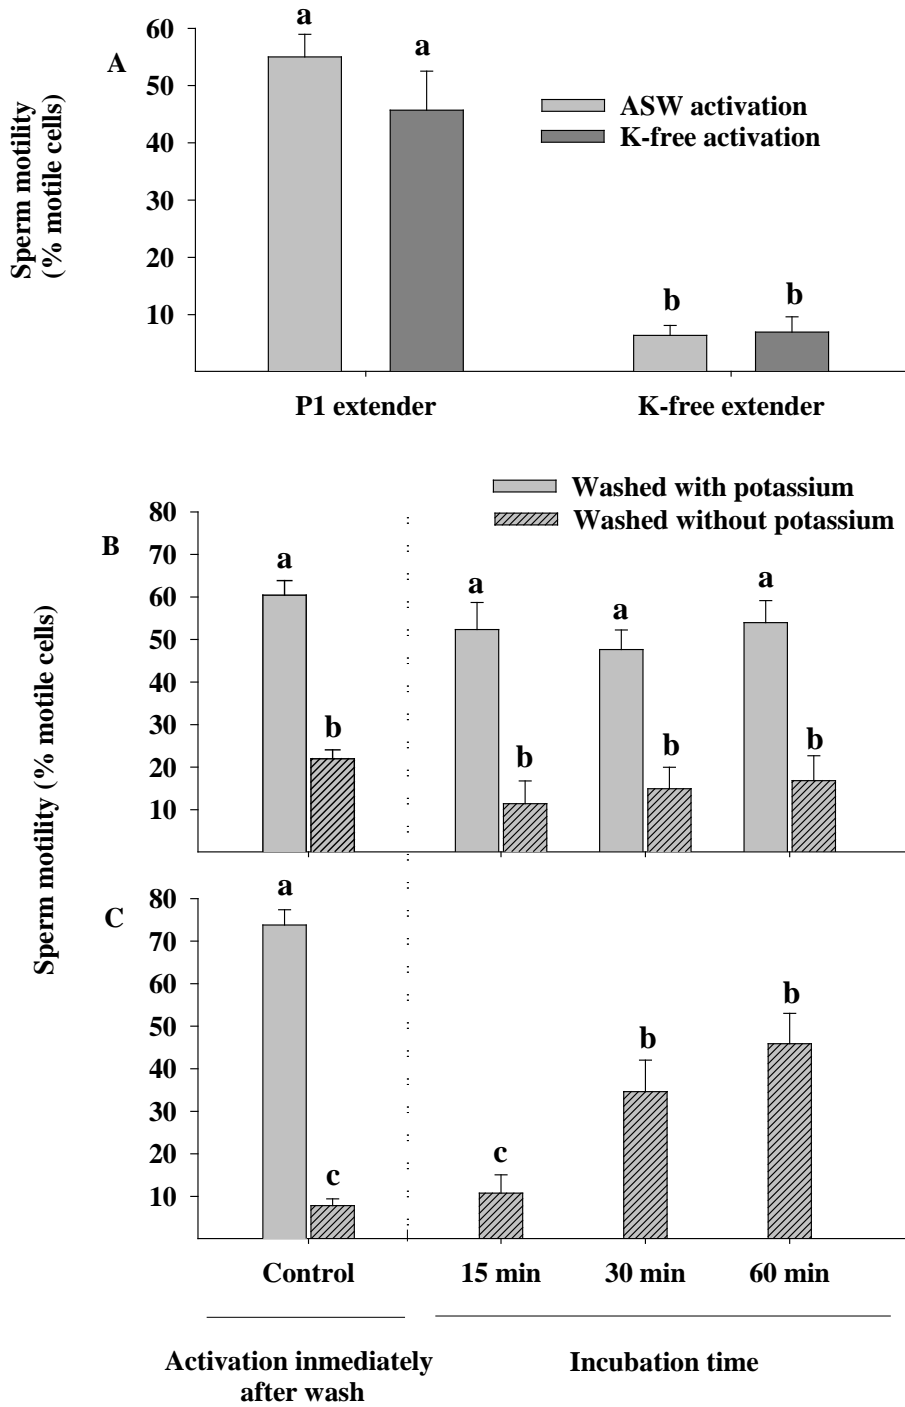 A
Sperm motility
(% motile cells)
60
50
40
30
20
10
a
a
b
b
ASW activation
K-free activation
P1 extender
K-free extender
Washed with potassium
Washed without potassium
B
Sperm motility (% motile cells)
80
70
60
50
40
30
20
10
a
b
a
b
a
b
a
b
C
80
70
60
50
40
30
20
10
a
c
c
b
b
Control
15 min
30 min
60 min
Activation inmediately
after wash
Incubation time